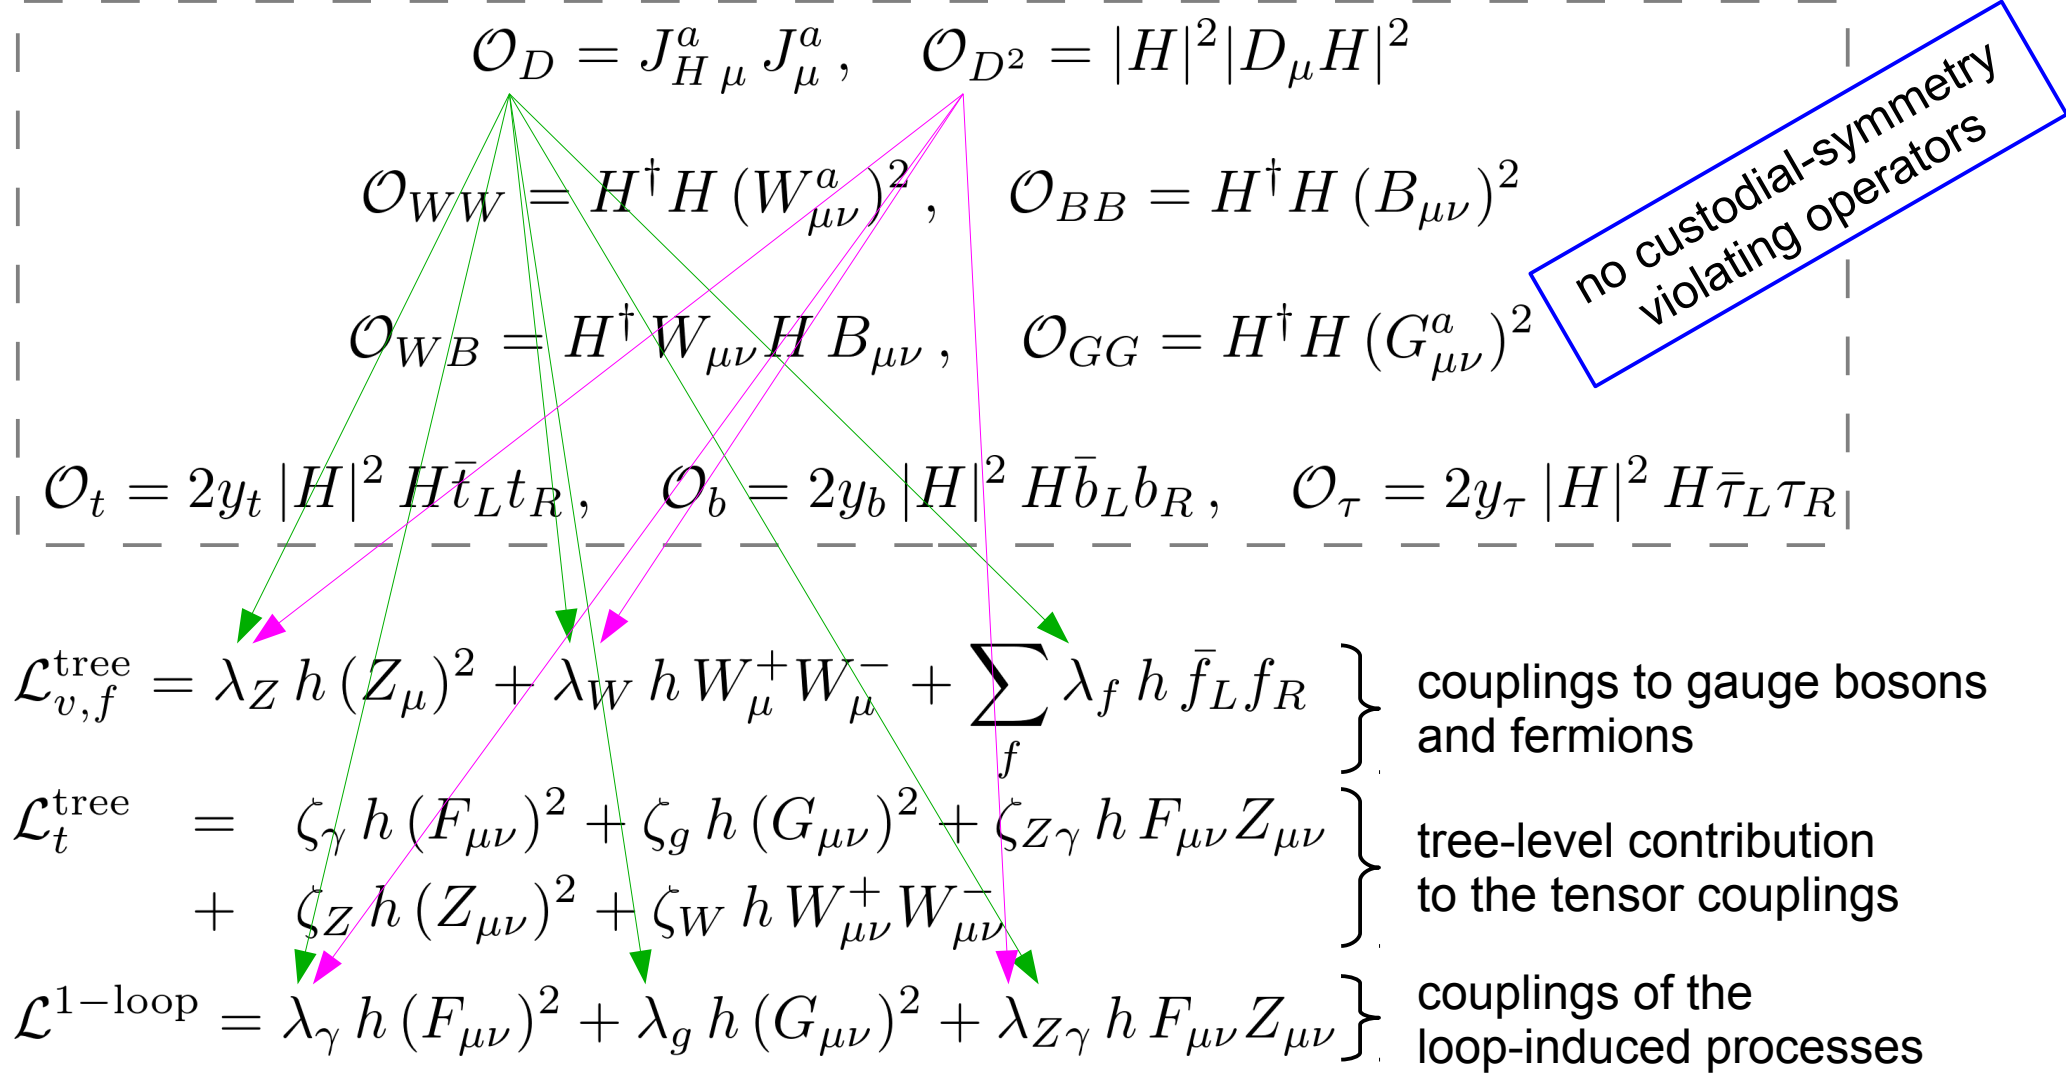 𝒪_D = J^a_{H μ} J^a_μ ,   𝒪_{D²} = |H|²|D_μH|²
𝒪_{WW} = H†H (W^a_{μν})² ,   𝒪_{BB} = H†H (B_{μν})²
no custodial-symmetry
violating operators
𝒪_{WB} = H† W_{μν} H B_{μν} ,   𝒪_{GG} = H†H (G^a_{μν})²
𝒪_t = 2y_t |H|² H t̄_L t_R ,   𝒪_b = 2y_b |H|² H b̄_L b_R ,   𝒪_τ = 2y_τ |H|² H τ̄_L τ_R
ℒ^{tree}_{v,f} = λ_Z h (Z_μ)² + λ_W h W^+_μ W^-_μ + ∑_f λ_f h f̄_L f_R
couplings to gauge bosons
and fermions
ℒ^{tree}_t = ζ_γ h (F_{μν})² + ζ_g h (G_{μν})² + ζ_{Zγ} h F_{μν} Z_{μν}
+ ζ_Z h (Z_{μν})² + ζ_W h W^+_{μν} W^-_{μν}
tree-level contribution
to the tensor couplings
ℒ^{1−loop} = λ_γ h (F_{μν})² + λ_g h (G_{μν})² + λ_{Zγ} h F_{μν} Z_{μν}
couplings of the
loop-induced processes